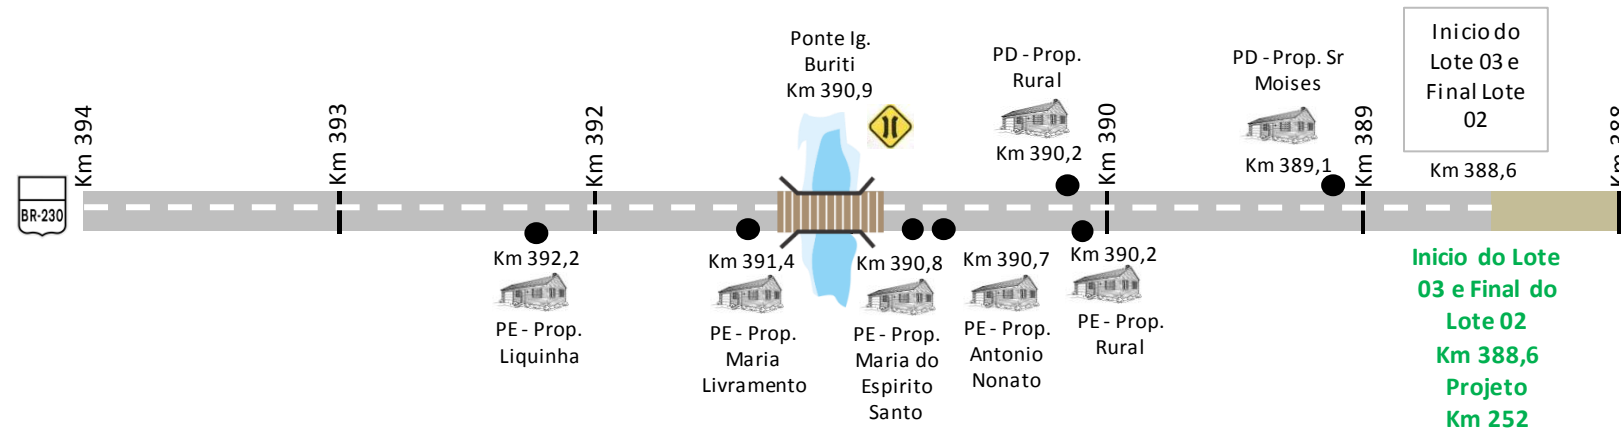 Ponte Ig.
Buriti
Km 390,9
PD - Prop.
Rural
Km 390,2
PD - Prop. Sr
Moises
Km 389,1
Inicio do
Lote 03 e
Final Lote
02
Km 388,6
Km 394
Km 393
Km 392
Km 390
Km 389
Km 388
BR-230
Km 392,2
PE - Prop.
Liquinha
Km 391,4
PE - Prop.
Maria
Livramento
Km 390,8
PE - Prop.
Maria do
Espirito
Santo
Km 390,7
PE - Prop.
Antonio
Nonato
Km 390,2
PE - Prop.
Rural
Inicio do Lote
03 e Final do
Lote 02
Km 388,6
Projeto
Km 252